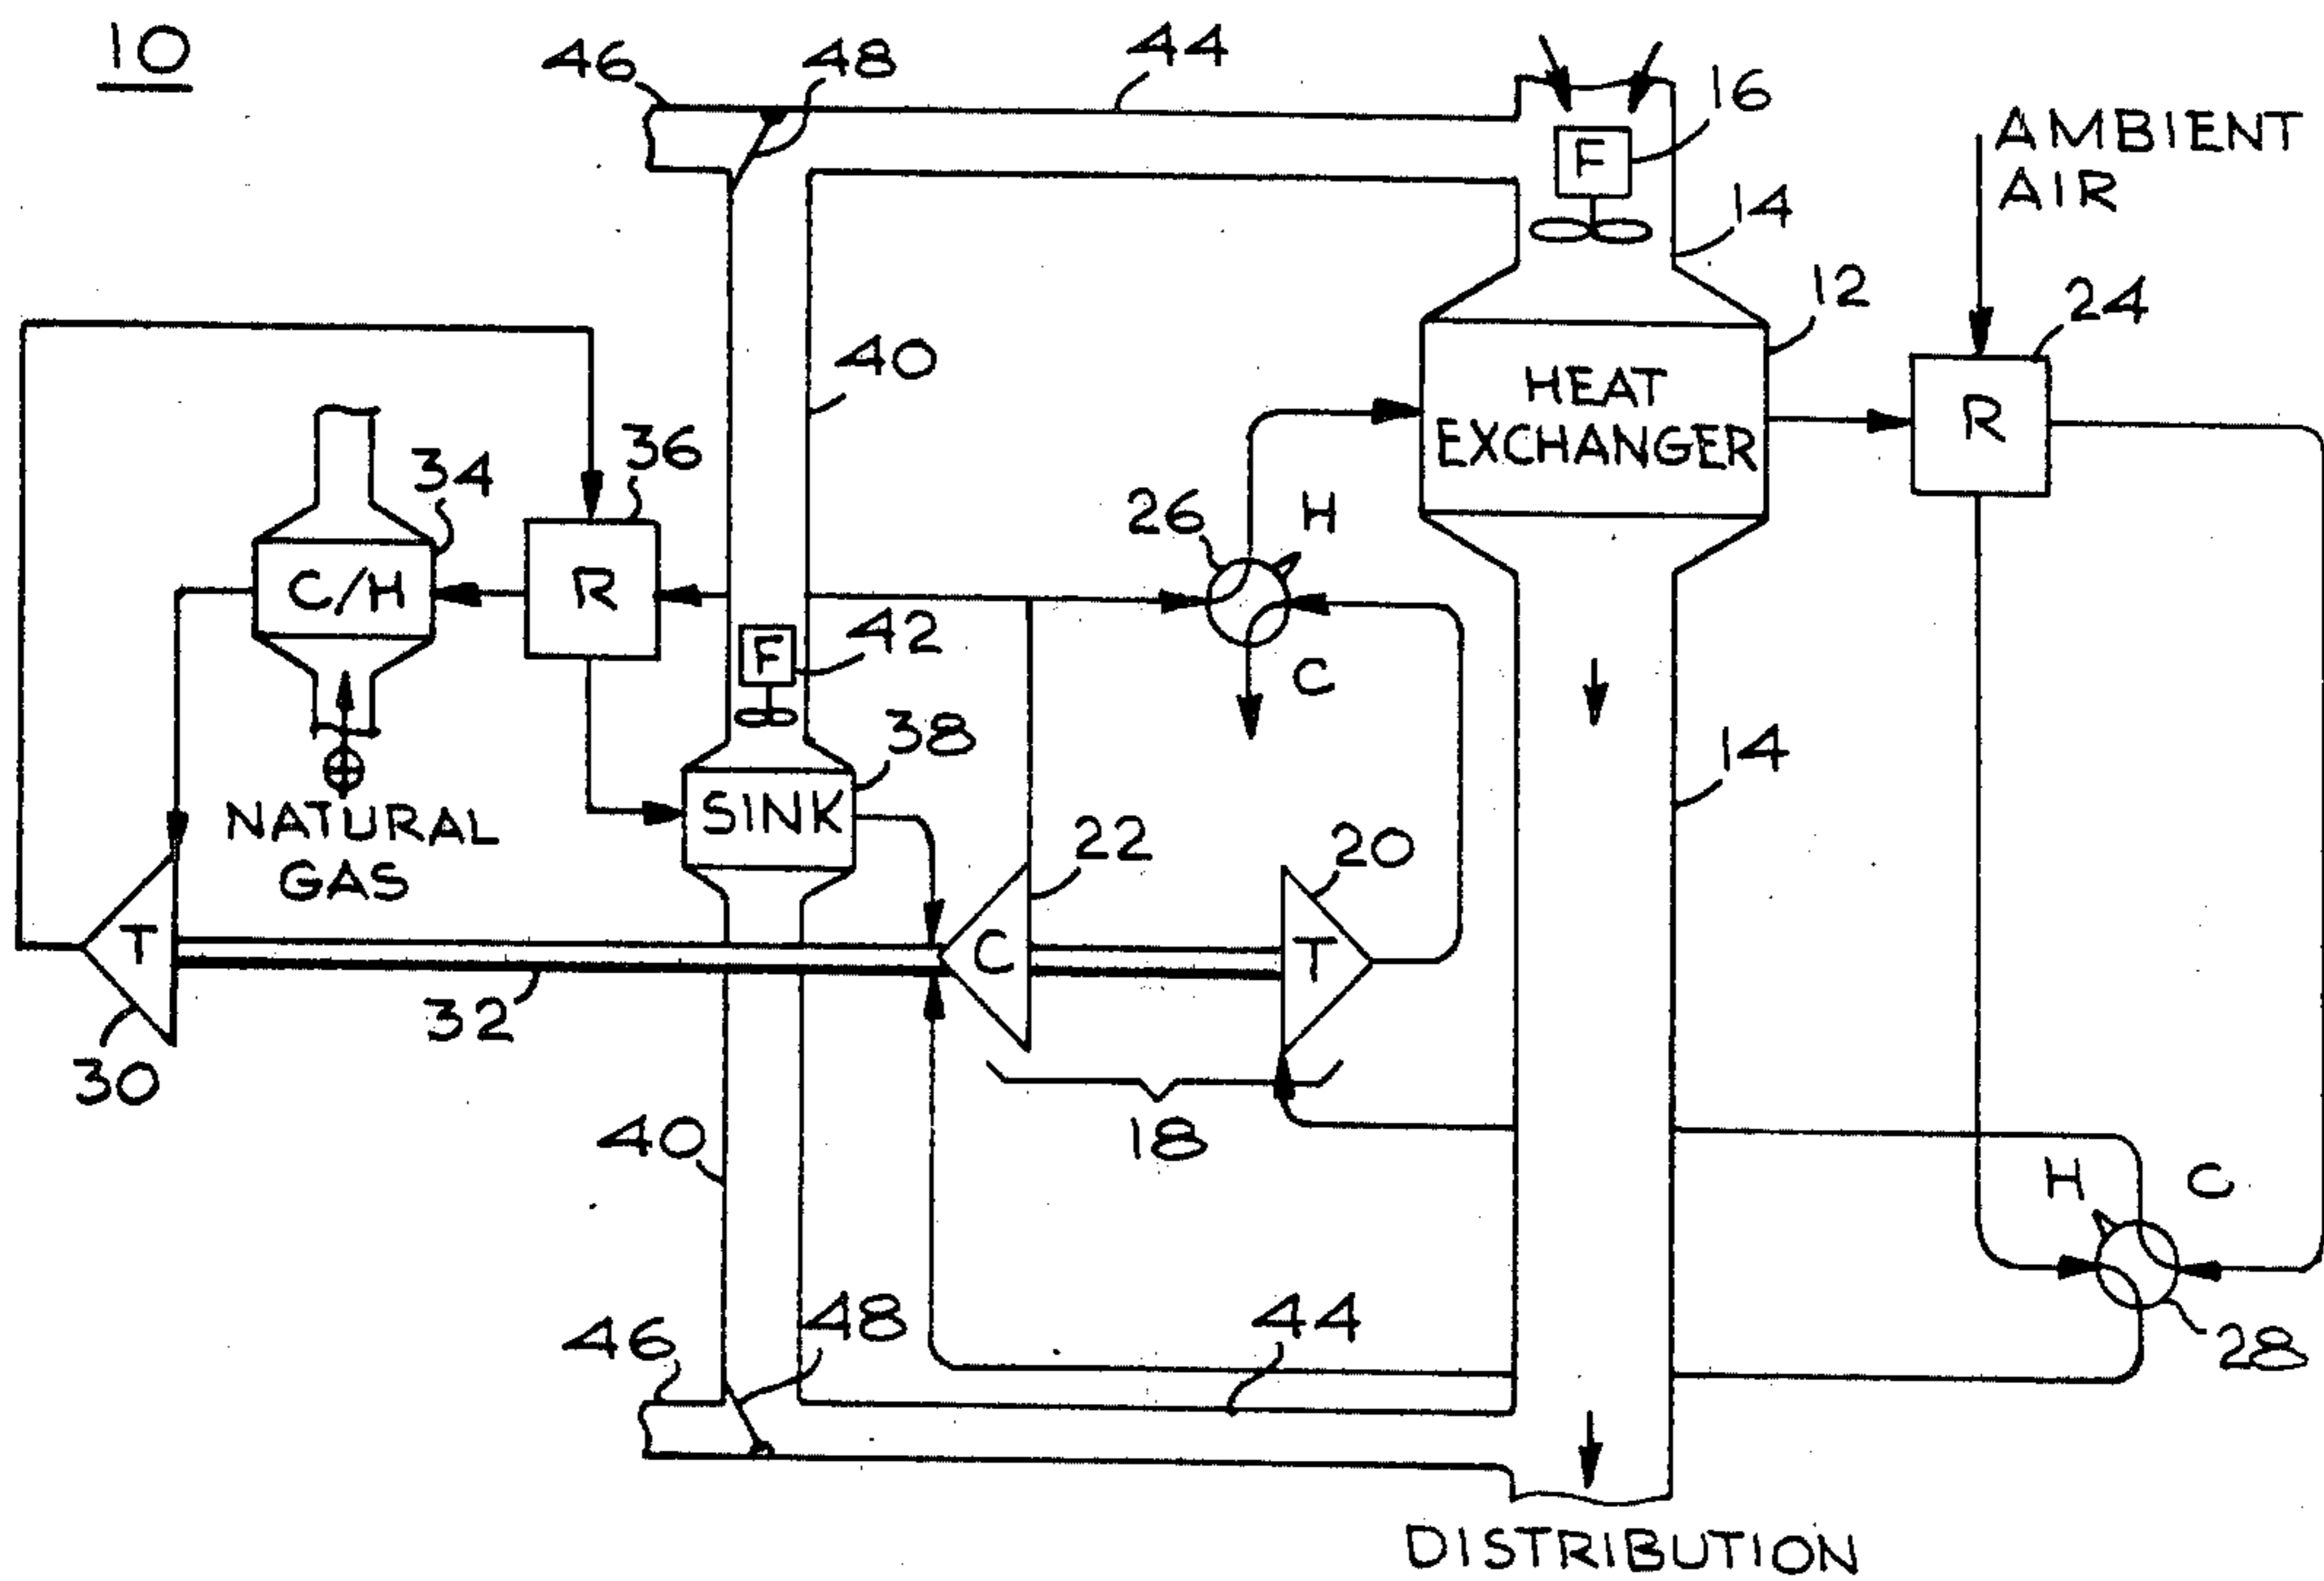 10
46
48
44
16
F
AMBIENT
AIR
14
12
24
40
HEAT
EXCHANGER
R
34
36
26
H
C/H
R
F
42
C
38
14
NATURAL
GAS
SINK
22
20
T
C
T
32
30
40
18
H
C
46
48
44
28
DISTRIBUTION